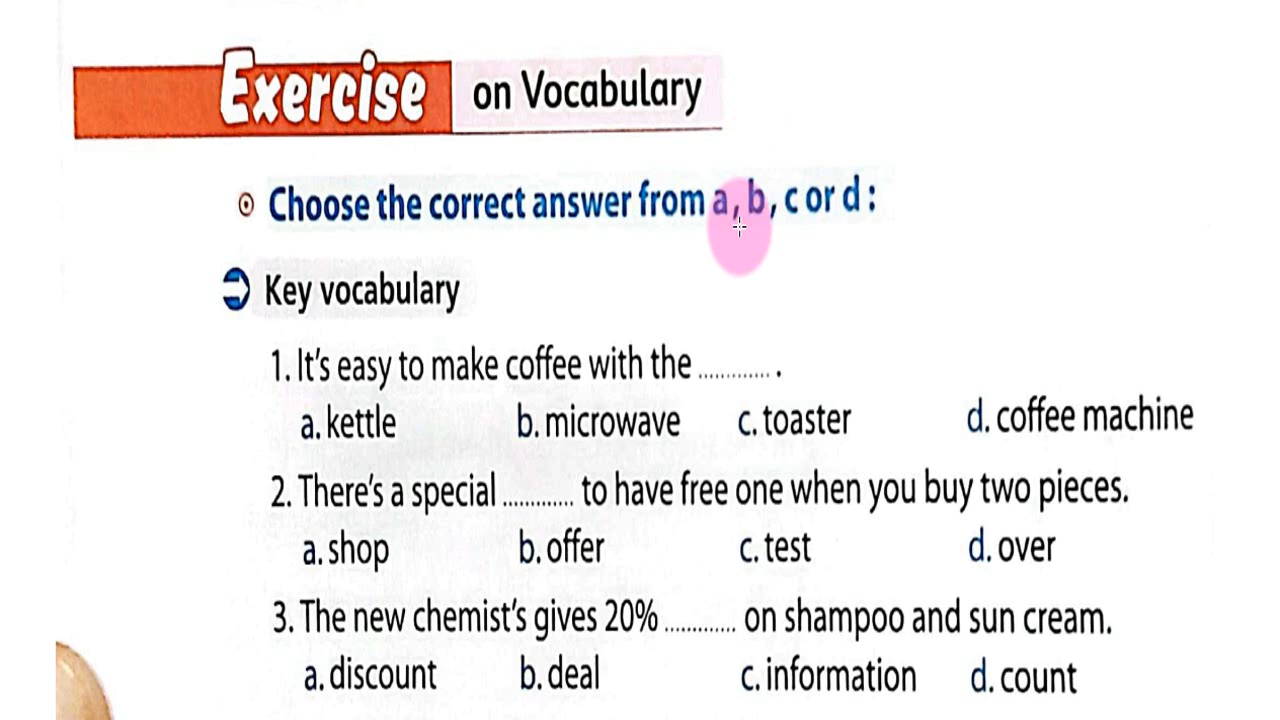 Exercise on Vocabulary
Choose the correct answer from a, b, c or d :
Key vocabulary
1. It's easy to make coffee with the ............. .
a. kettle b. microwave c. toaster d. coffee machine
2. There's a special ............. to have free one when you buy two pieces.
a. shop b. offer c. test d. over
3. The new chemist's gives 20% ............. on shampoo and sun cream.
a. discount b. deal c. information d. count